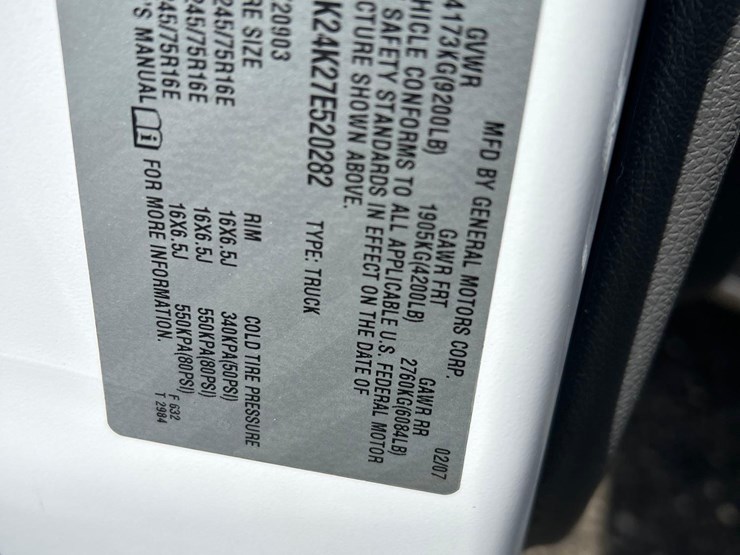 MFD BY GENERAL MOTORS CORP. 02/07
GVWR GAWR FRT GAWR RR
4173KG(9200LB) 1905KG(4200LB) 2760KG(6084LB)
HICLE CONFORMS TO ALL APPLICABLE U.S. FEDERAL MOTOR
SAFETY STANDARDS IN EFFECT ON THE DATE OF
CTURE SHOWN ABOVE.
K24K27E520282 TYPE: TRUCK
20903
RE SIZE RIM COLD TIRE PRESSURE
245/75R16E 16X6.5J 340KPA(50PSI)
245/75R16E 16X6.5J 550KPA(80PSI)
245/75R16E 16X6.5J 550KPA(80PSI) F 632
'S MANUAL i FOR MORE INFORMATION. T 2984